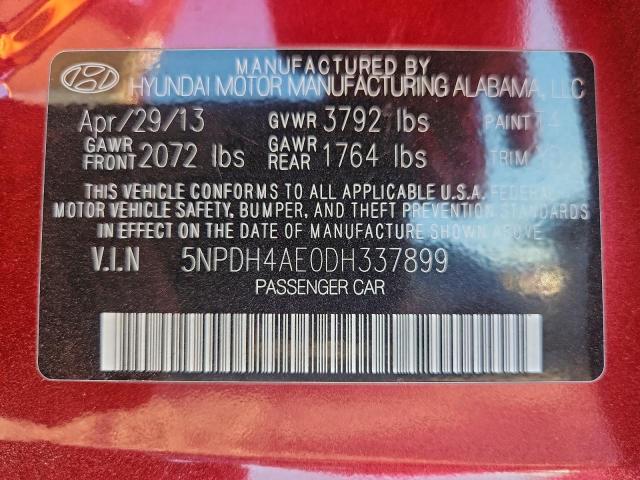 MANUFACTURED BY
HYUNDAI MOTOR MANUFACTURING ALABAMA, LLC
Apr/29/13 GVWR 3792 lbs PAINT
GAWR FRONT 2072 lbs GAWR REAR 1764 lbs TRIM
THIS VEHICLE CONFORMS TO ALL APPLICABLE U.S.A. FEDERAL
MOTOR VEHICLE SAFETY, BUMPER, AND THEFT PREVENTION STANDARDS
IN EFFECT ON THE DATE OF MANUFACTURE SHOWN ABOVE.
V.I.N 5NPDH4AE0DH337899
PASSENGER CAR